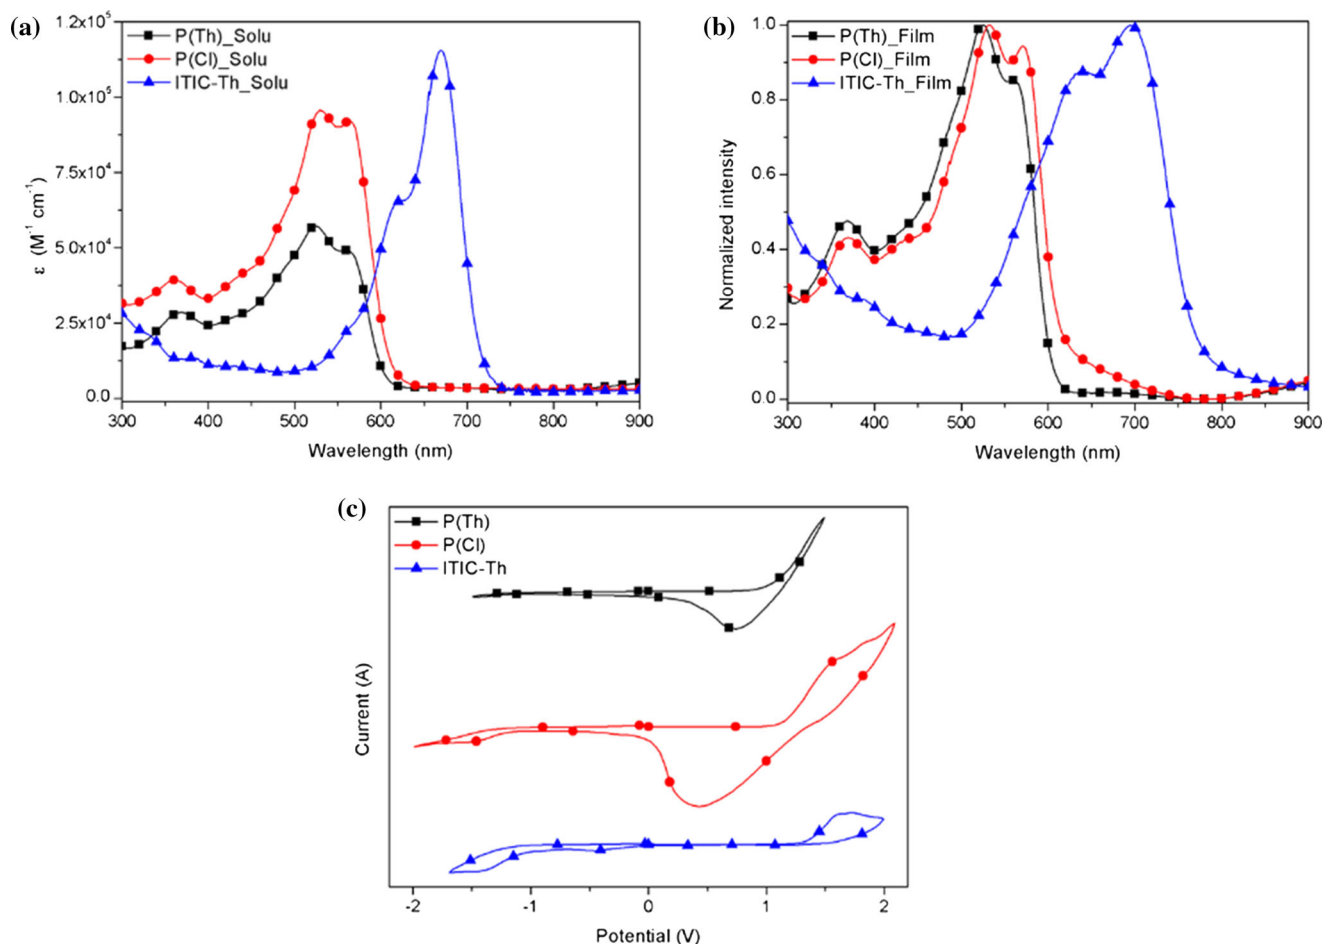 (a)
P(Th)_Solu
P(Cl)_Solu
ITIC-Th_Solu
1.2x10⁵
1.0x10⁵
7.5x10⁴
5.0x10⁴
2.5x10⁴
0.0
ε (M⁻¹ cm⁻¹)
300 400 500 600 700 800 900
Wavelength (nm)
(b)
P(Th)_Film
P(Cl)_Film
ITIC-Th_Film
1.0
0.8
0.6
0.4
0.2
0.0
Normalized intensity
300 400 500 600 700 800 900
Wavelength (nm)
(c)
P(Th)
P(Cl)
ITIC-Th
Current (A)
-2 -1 0 1 2
Potential (V)